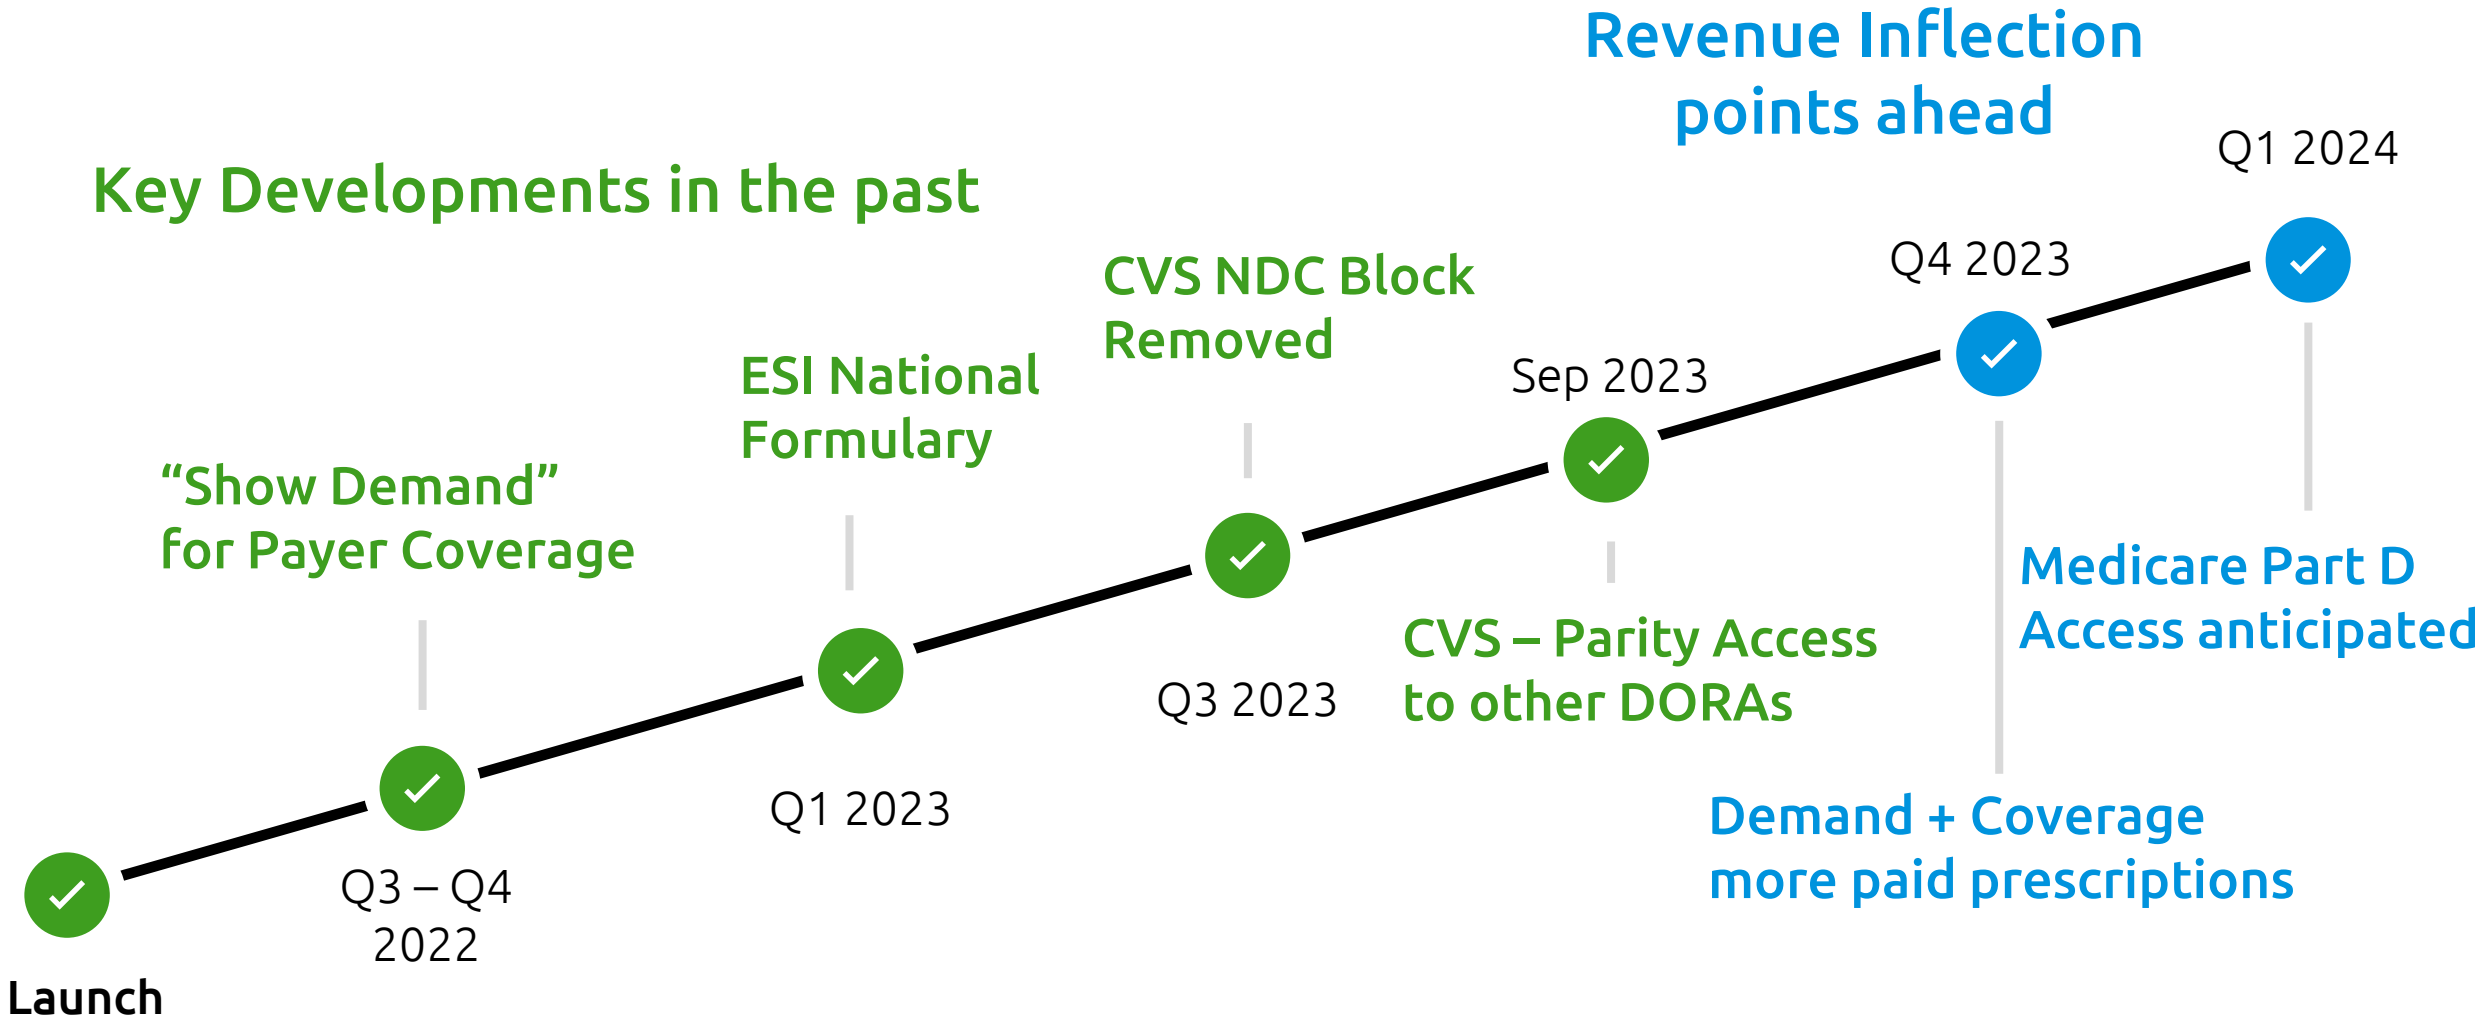 Revenue Inflection
points ahead
Key Developments in the past
Launch
“Show Demand”
for Payer Coverage
Q3 – Q4
2022
ESI National
Formulary
Q1 2023
CVS NDC Block
Removed
Q3 2023
Sep 2023
CVS – Parity Access
to other DORAs
Q4 2023
Demand + Coverage
more paid prescriptions
Q1 2024
Medicare Part D
Access anticipated